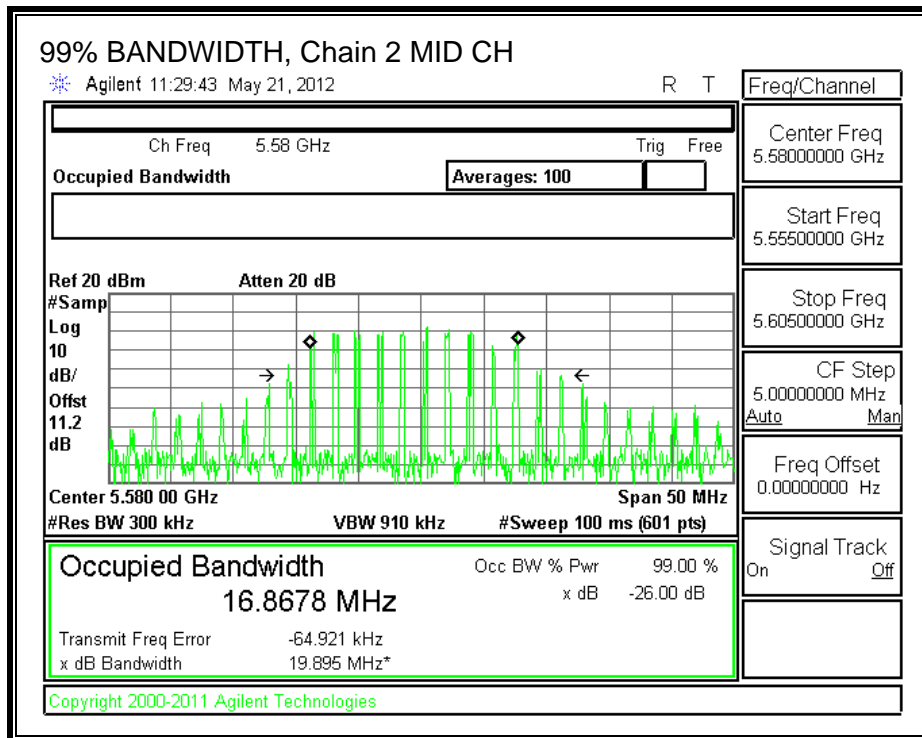 99% BANDWIDTH, Chain 2 MID CH
Agilent 11:29:43 May 21, 2012 R T
Freq/Channel
Ch Freq 5.58 GHz Trig Free
Occupied Bandwidth Averages: 100
Center Freq
5.58000000 GHz
Start Freq
5.55500000 GHz
Stop Freq
5.60500000 GHz
CF Step
5.00000000 MHz
Auto Man
Freq Offset
0.00000000 Hz
Signal Track
On Off
Ref 20 dBm Atten 20 dB
#Samp
Log
10
dB/
Offst
11.2
dB
Center 5.580 00 GHz Span 50 MHz
#Res BW 300 kHz VBW 910 kHz #Sweep 100 ms (601 pts)
Occupied Bandwidth Occ BW % Pwr 99.00 %
16.8678 MHz x dB -26.00 dB
Transmit Freq Error -64.921 kHz
x dB Bandwidth 19.895 MHz*
Copyright 2000-2011 Agilent Technologies